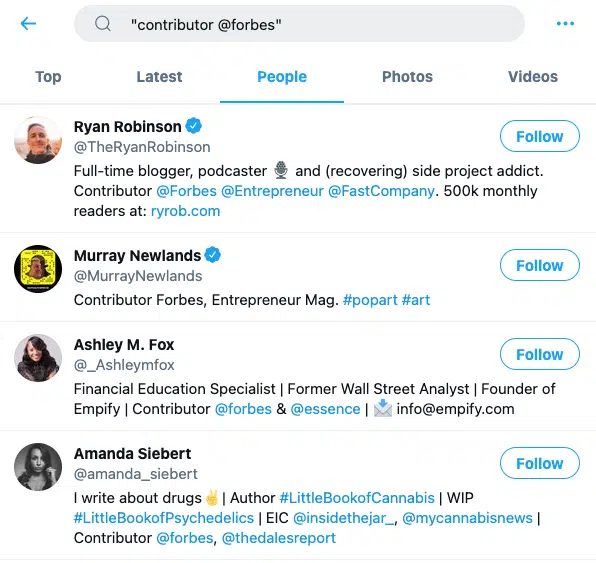 "contributor @forbes"
Top Latest People Photos Videos
Ryan Robinson
@TheRyanRobinson
Follow
Full-time blogger, podcaster 🎙 and (recovering) side project addict.
Contributor @Forbes @Entrepreneur @FastCompany. 500k monthly
readers at: ryrob.com
Murray Newlands
@MurrayNewlands
Follow
Contributor Forbes, Entrepreneur Mag. #popart #art
Ashley M. Fox
@_Ashleymfox
Follow
Financial Education Specialist | Former Wall Street Analyst | Founder of
Empify | Contributor @forbes & @essence | 📩 info@empify.com
Amanda Siebert
@amanda_siebert
Follow
I write about drugs✌ | Author #LittleBookofCannabis | WIP
#LittleBookofPsychedelics | EIC @insidethejar_, @mycannabisnews |
Contributor @forbes, @thedalesreport